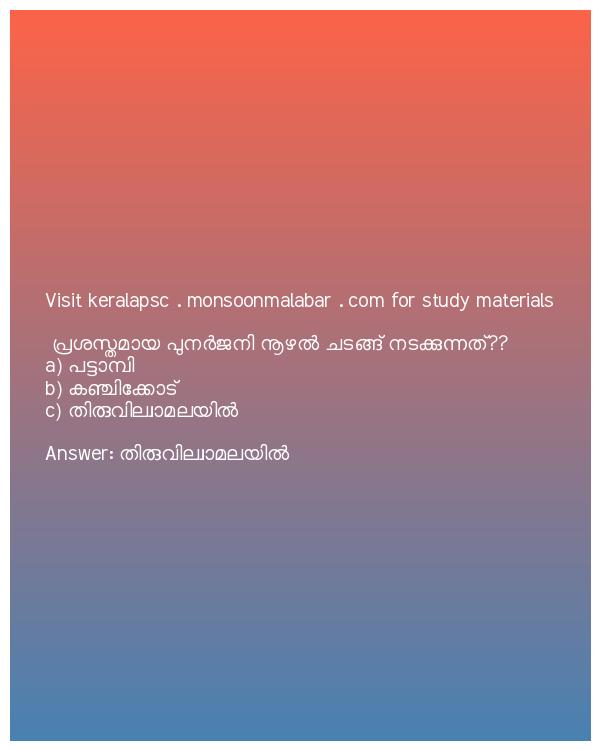 Visit keralapsc . monsoonmalabar . com for study materials
പ്രശസ്തമായ പുനർജനി നൂഴൽ ചടങ്ങ് നടക്കുന്നത്??
a) പട്ടാമ്പി
b) കഞ്ചിക്കോട്
c) തിരുവില്വാമലയിൽ
Answer: തിരുവില്വാമലയിൽ